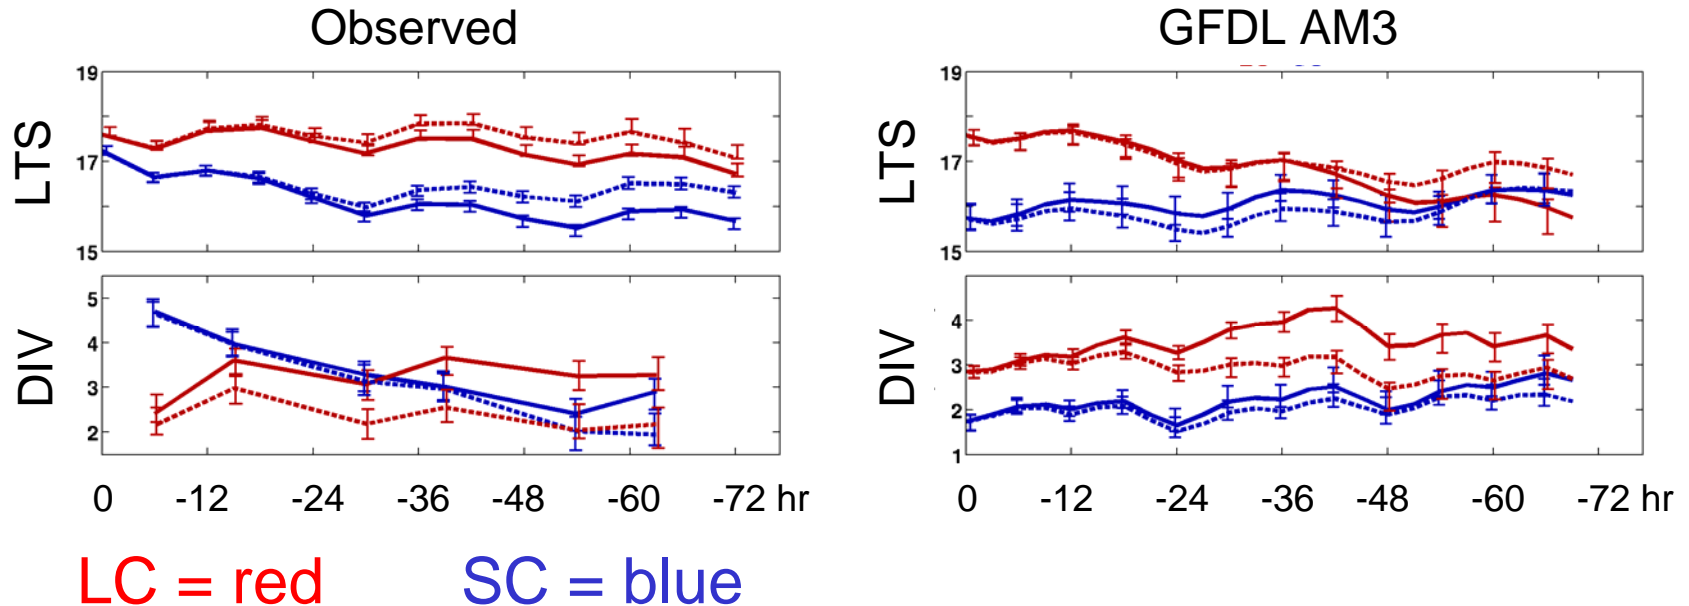 Observed
GFDL AM3
LTS
19
17
15
LTS
19
17
15
DIV
5
4
3
2
DIV
4
3
2
1
0 -12 -24 -36 -48 -60 -72 hr
0 -12 -24 -36 -48 -60 -72 hr
LC = red SC = blue